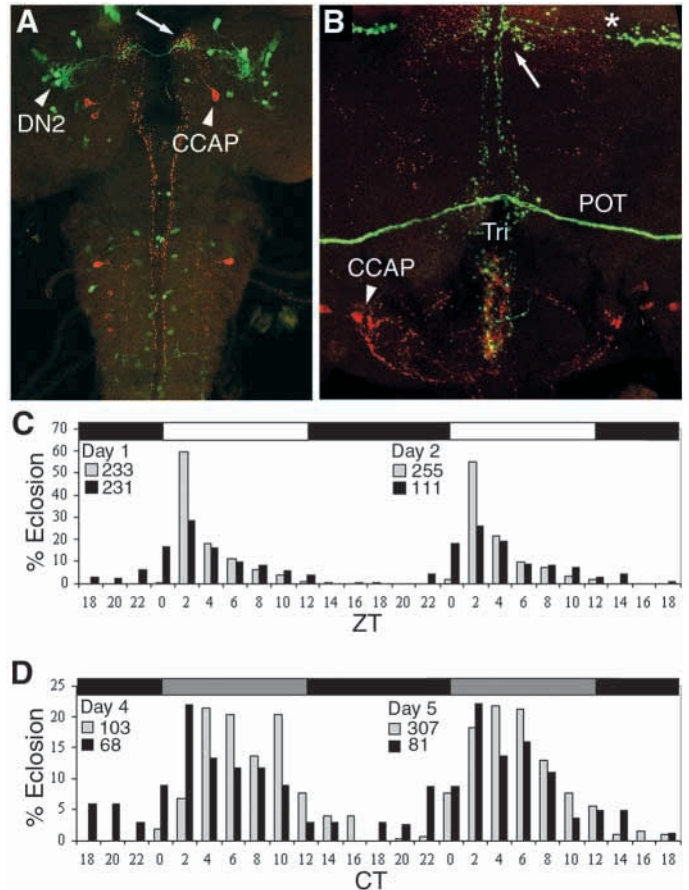 A
DN2
CCAP
B
*
POT
Tri
CCAP
C
% Eclosion
70
60
50
40
30
20
10
0
Day 1
233
231
Day 2
255
111
18 20 22 0 2 4 6 8 10 12 14 16 18 20 22 0 2 4 6 8 10 12 14 16 18
ZT
D
% Eclosion
25
20
15
10
5
0
Day 4
103
68
Day 5
307
81
18 20 22 0 2 4 6 8 10 12 14 16 18 20 22 0 2 4 6 8 10 12 14 16 18
CT